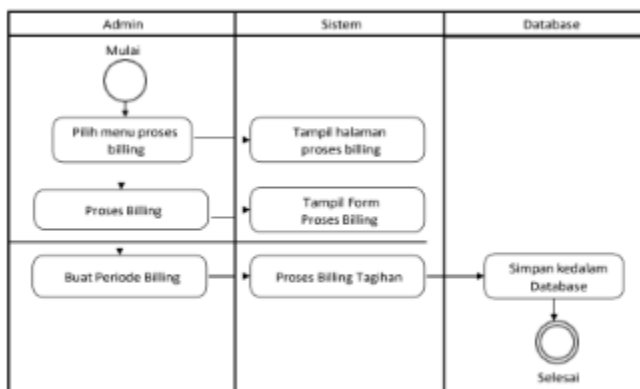 Admin
Sistem
Database
Mulai
Pilih menu proses
billing
Tampil halaman
proses billing
Proses Billing
Tampil Form
Proses Billing
Buat Periode Billing
Proses Billing Tagihan
Simpan kedalam
Database
Selesai